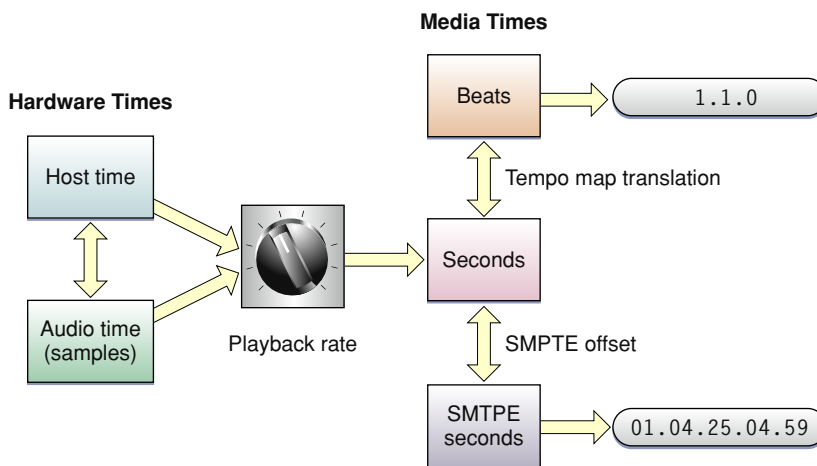 Media Times
Hardware Times
Beats
1.1.0
Host time
Tempo map translation
Seconds
Audio time
(samples)
Playback rate
SMPTE offset
SMTPE
seconds
01.04.25.04.59